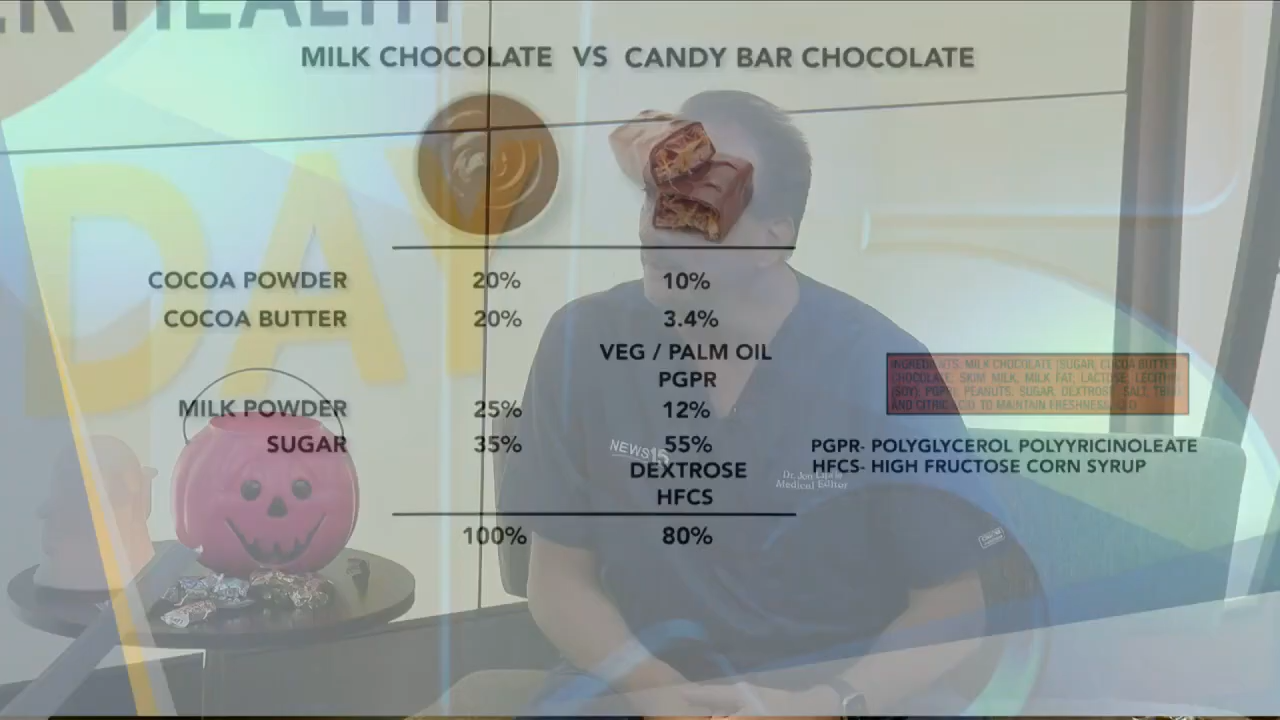 R HEALTH
MILK CHOCOLATE VS CANDY BAR CHOCOLATE
DAY
COCOA POWDER 20% 10%
COCOA BUTTER 20% 3.4%
VEG / PALM OIL
PGPR
MILK POWDER 25% 12%
SUGAR 35% 55%
DEXTROSE
HFCS
100% 80%
INGREDIENTS: MILK CHOCOLATE (SUGAR, COCOA BUTTER,
CHOCOLATE, SKIM MILK, MILK FAT, LACTOSE, LECITHIN
(SOY), PGPR), PEANUTS, SUGAR, DEXTROSE, SALT, TBHQ
AND CITRIC ACID TO MAINTAIN FRESHNESS
PGPR- POLYGLYCEROL POLYYRICINOLEATE
HFCS- HIGH FRUCTOSE CORN SYRUP
NEWS15
Dr. Jon
Medical Editor